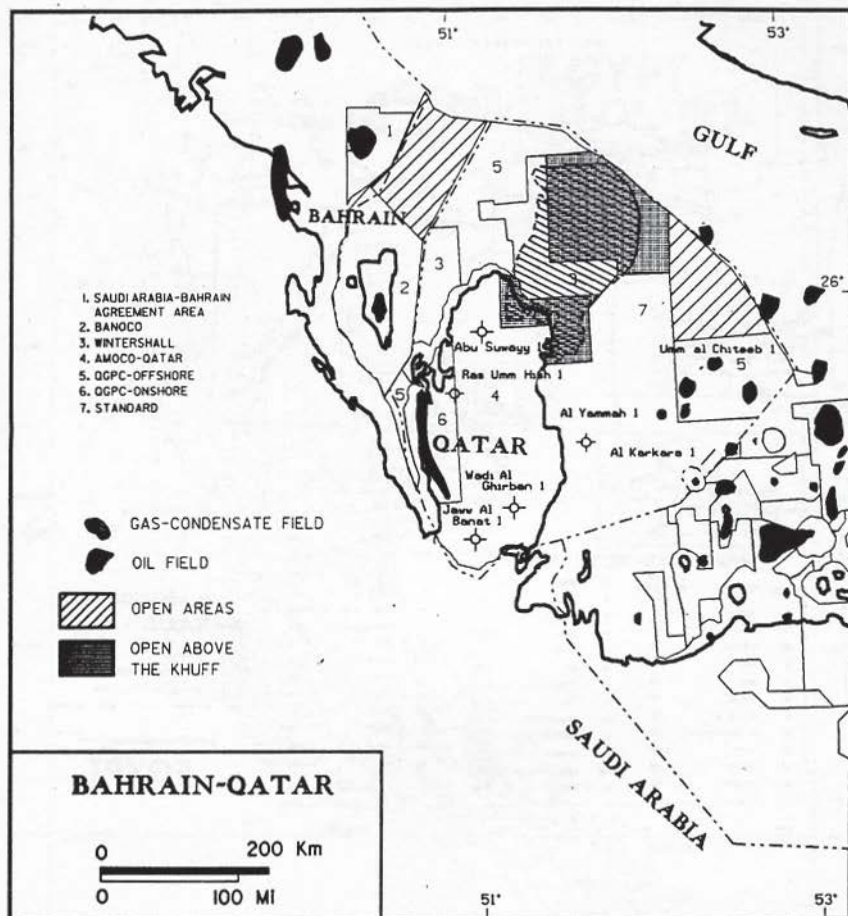 51°
53°
GULF
1
5
BAHRAIN
3
2
3
26°
7
1. SAUDI ARABIA-BAHRAIN
AGREEMENT AREA
2. BANOCO
3. WINTERSHALL
4. AMOCO-QATAR
5. QGPC-OFFSHORE
6. QGPC-ONSHORE
7. STANDARD
Abu Suwayy 1
Umm al Chiteeb 1
5
Ras Umm Hish 1
5
4
6
Al Yammah 1
QATAR
Al Karkara 1
Wadi Al
Ghirban 1
Jaww Al
Banat 1
GAS-CONDENSATE FIELD
OIL FIELD
OPEN AREAS
OPEN ABOVE
THE KHUFF
SAUDI ARABIA
BAHRAIN-QATAR
0 200 Km
0 100 MI
51°
53°